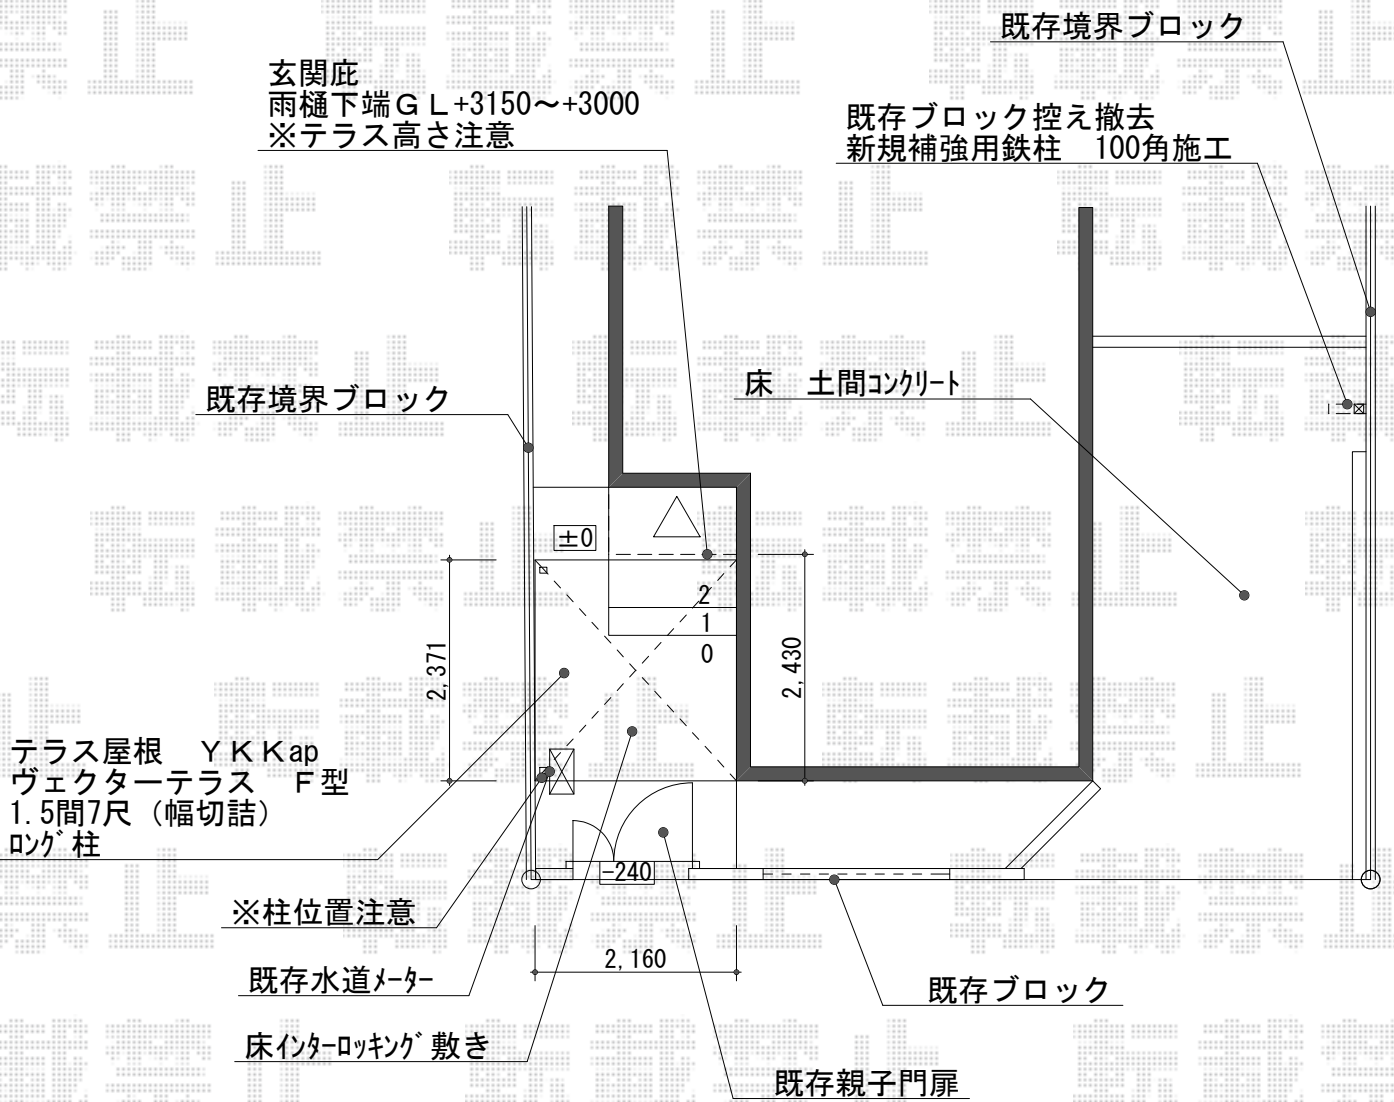 既存境界ブロック
玄関庇
雨樋下端ＧＬ+3150～+3000
※テラス高さ注意
既存ブロック控え撤去
新規補強用鉄柱　100角施工
既存境界ブロック
床　土間コンクリート
±0
2
1
0
2,371
2,430
テラス屋根　ＹＫＫap
ヴェクターテラス　Ｆ型
1.5間7尺（幅切詰）
ロング柱
-240
※柱位置注意
2,160
既存水道メーター
既存ブロック
床インターロッキング敷き
既存親子門扉
転載禁止